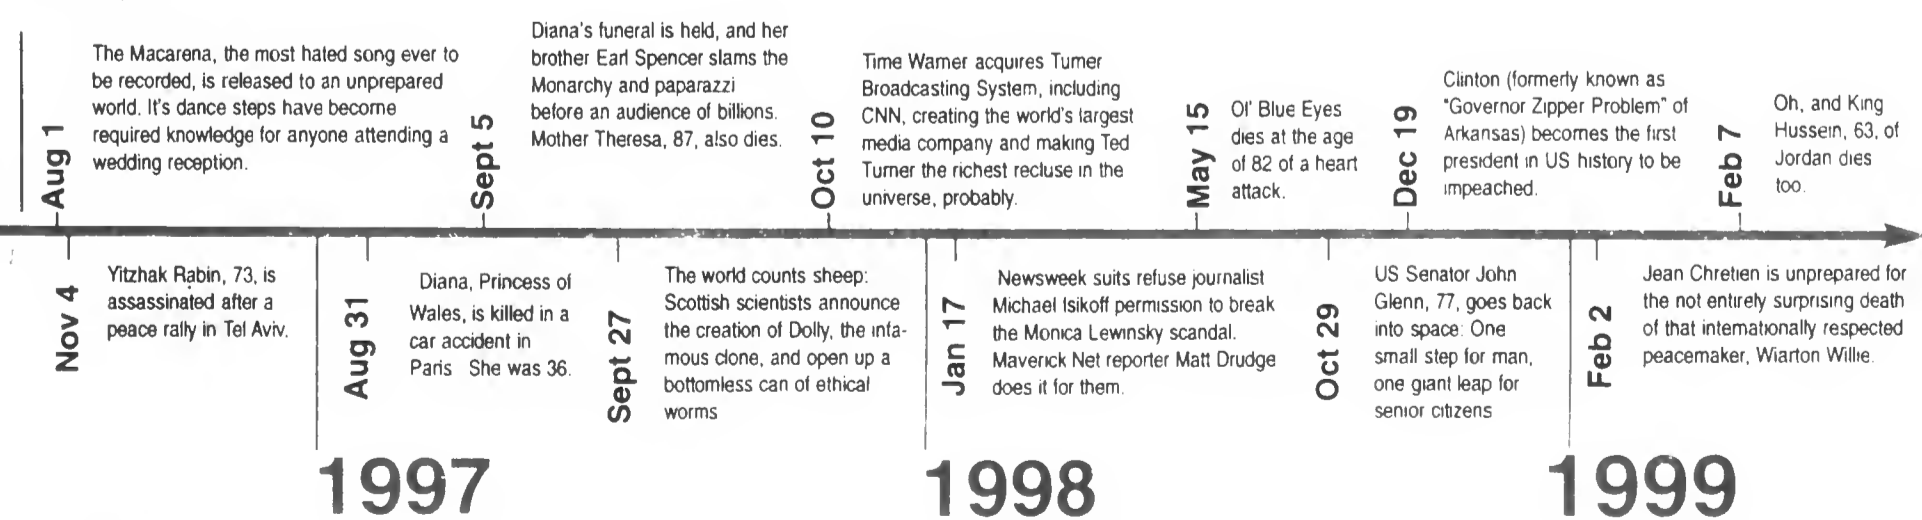 Aug 1
The Macarena, the most hated song ever to
be recorded, is released to an unprepared
world. It's dance steps have become
required knowledge for anyone attending a
wedding reception.
Sept 5
Diana's funeral is held, and her
brother Earl Spencer slams the
Monarchy and paparazzi
before an audience of billions.
Mother Theresa, 87, also dies.
Oct 10
Time Warner acquires Turner
Broadcasting System, including
CNN, creating the world's largest
media company and making Ted
Turner the richest recluse in the
universe, probably.
May 15
Ol' Blue Eyes
dies at the age
of 82 of a heart
attack.
Dec 19
Clinton (formerly known as
"Governor Zipper Problem" of
Arkansas) becomes the first
president in US history to be
impeached.
Feb 7
Oh, and King
Hussein, 63, of
Jordan dies
too.
Nov 4
Yitzhak Rabin, 73, is
assassinated after a
peace rally in Tel Aviv.
Aug 31
Diana, Princess of
Wales, is killed in a
car accident in
Paris She was 36.
Sept 27
The world counts sheep:
Scottish scientists announce
the creation of Dolly, the infa-
mous clone, and open up a
bottomless can of ethical
worms
Jan 17
Newsweek suits refuse journalist
Michael Isikoff permission to break
the Monica Lewinsky scandal.
Maverick Net reporter Matt Drudge
does it for them.
Oct 29
US Senator John
Glenn, 77, goes back
into space: One
small step for man,
one giant leap for
senior citizens
Feb 2
Jean Chretien is unprepared for
the not entirely surprising death
of that internationally respected
peacemaker, Wiarton Willie.
1997
1998
1999